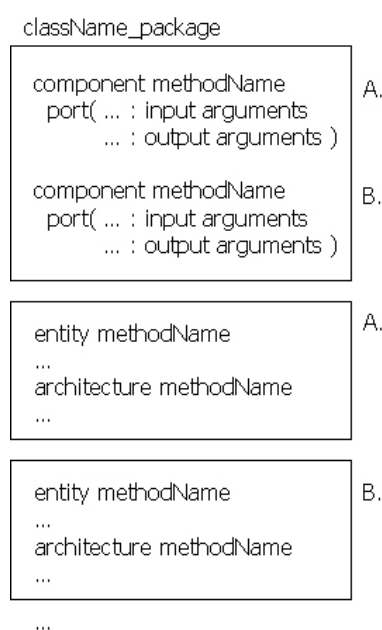 className_package
component methodName
port( ... : input arguments
... : output arguments )
A.
component methodName
port( ... : input arguments
... : output arguments )
B.
entity methodName
...
architecture methodName
...
A.
entity methodName
...
architecture methodName
...
B.
...